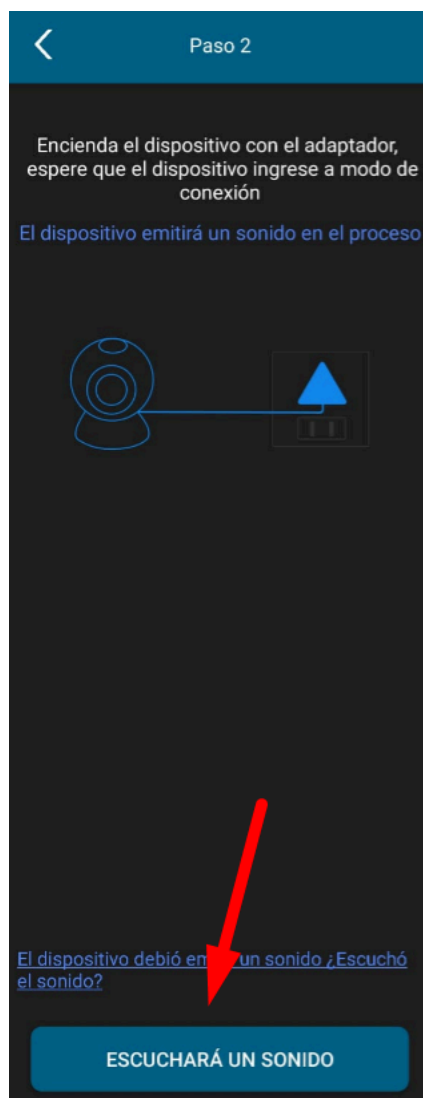 Paso 2
Encienda el dispositivo con el adaptador,
espere que el dispositivo ingrese a modo de
conexión
El dispositivo emitirá un sonido en el proceso
El dispositivo debió un sonido ¿Escuchó
el sonido?
ESCUCHARÁ UN SONIDO